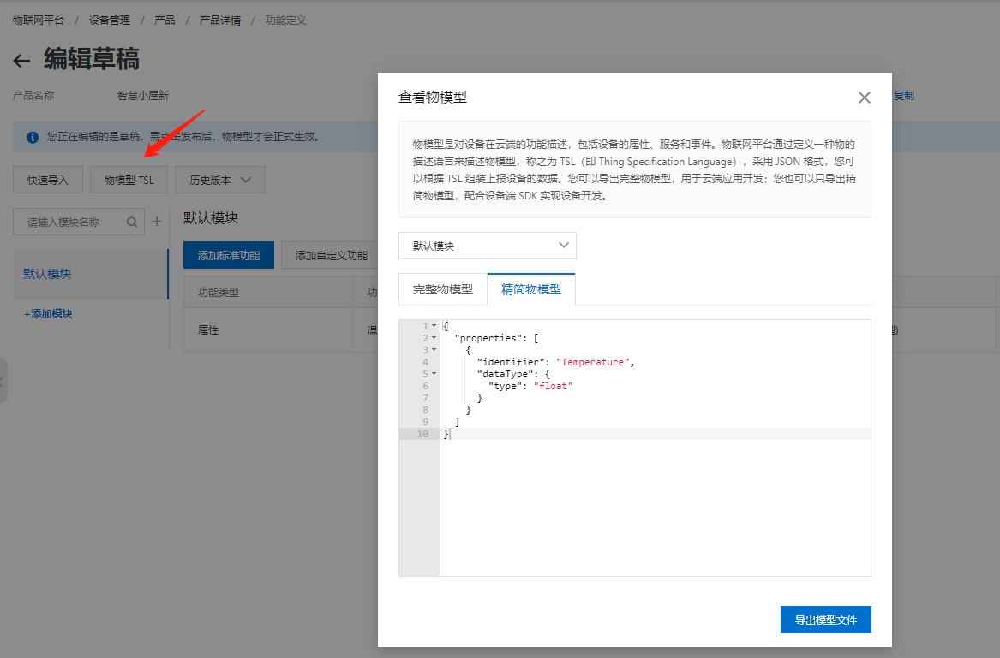 物联网平台 / 设备管理 / 产品 / 产品详情 / 功能定义
← 编辑草稿
产品名称 智慧小屋新
复制
您正在编辑的是草稿，需点击发布后，物模型才会正式生效。
快速导入 物模型 TSL 历史版本
请输入模块名称 +
默认模块
默认模块
+添加模块
添加标准功能 添加自定义功能
功能类型 功
属性 温
型)
查看物模型
物模型是对设备在云端的功能描述，包括设备的属性、服务和事件。物联网平台通过定义一种物的
描述语言来描述物模型，称之为 TSL（即 Thing Specification Language），采用 JSON 格式，您可
以根据 TSL 组装上报设备的数据。您可以导出完整物模型，用于云端应用开发；您也可以只导出精
简物模型，配合设备端 SDK 实现设备开发。
默认模块
完整物模型 精简物模型
1 {
2 "properties": [
3 {
4 "identifier": "Temperature",
5 "dataType": {
6 "type": "float"
7 }
8 }
9 ]
10 }
导出模型文件